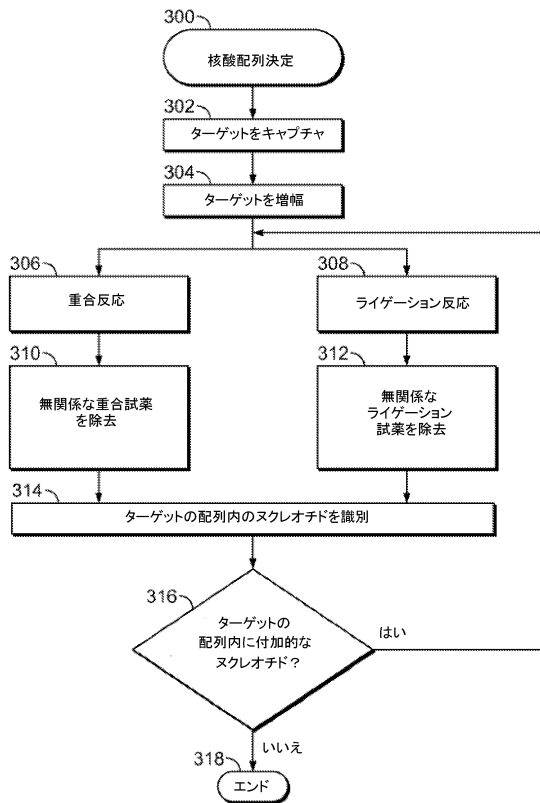 300
核酸配列決定
302
ターゲットをキャプチャ
304
ターゲットを増幅
306
重合反応
308
ライゲーション反応
310
無関係な重合試薬
を除去
312
無関係な
ライゲーション
試薬を除去
314
ターゲットの配列内のヌクレオチドを識別
316
ターゲットの
配列内に付加的な
ヌクレオチド?
はい
いいえ
318
エンド